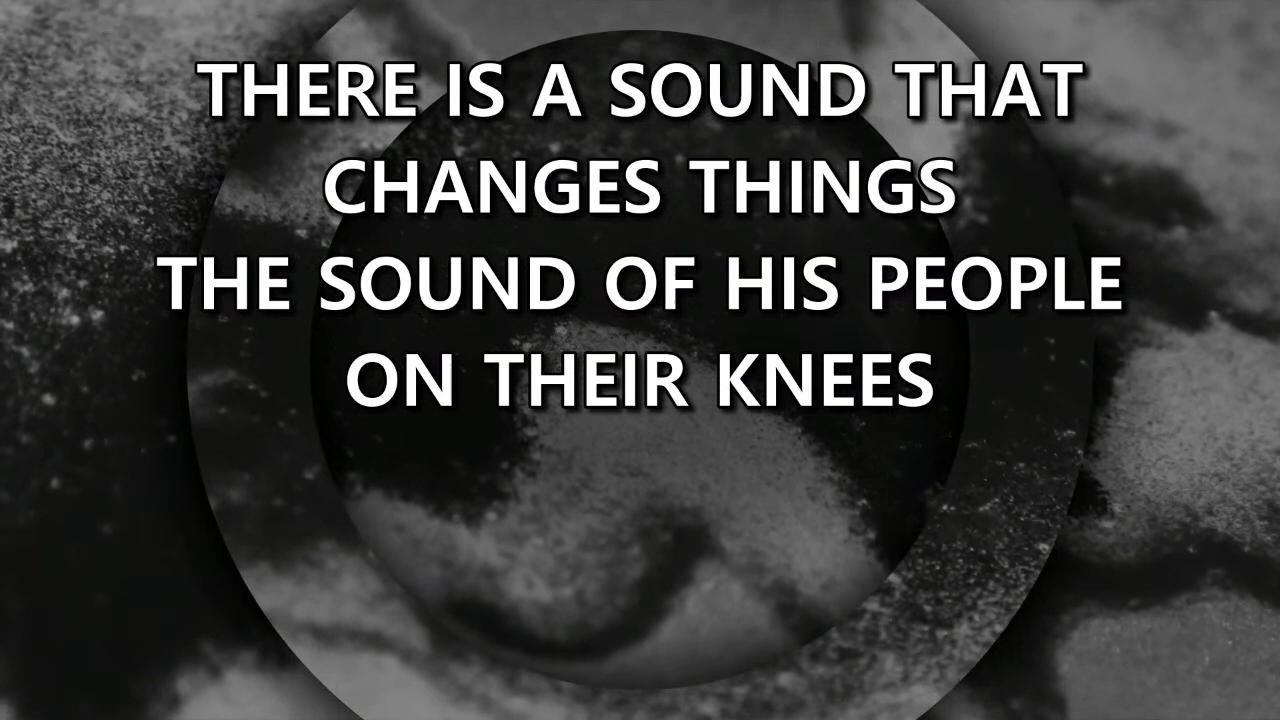 THERE IS A SOUND THAT
CHANGES THINGS
THE SOUND OF HIS PEOPLE
ON THEIR KNEES